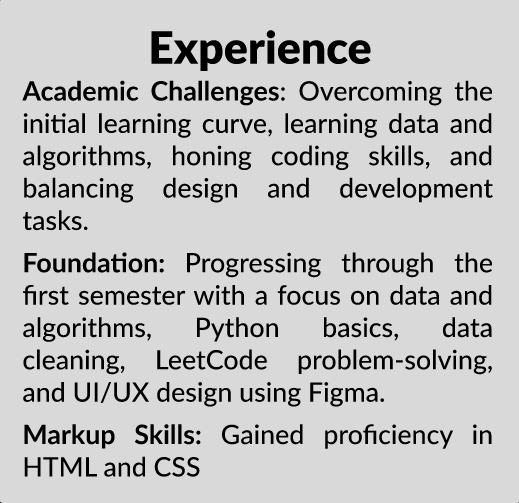 Experience
Academic Challenges: Overcoming the
initial learning curve, learning data and
algorithms, honing coding skills, and
balancing design and development
tasks.
Foundation: Progressing through the
first semester with a focus on data and
algorithms, Python basics, data
cleaning, LeetCode problem-solving,
and UI/UX design using Figma.
Markup Skills: Gained proficiency in
HTML and CSS